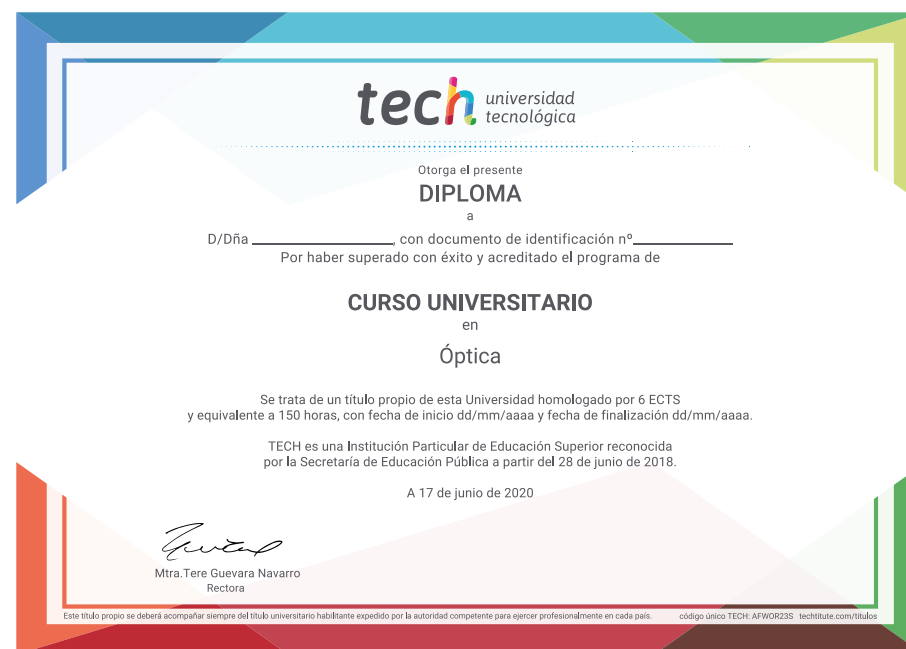 tech universidad
tecnológica
Otorga el presente
DIPLOMA
a
D/Dña ____________________, con documento de identificación nº______________
Por haber superado con éxito y acreditado el programa de
CURSO UNIVERSITARIO
en
Óptica
Se trata de un título propio de esta Universidad homologado por 6 ECTS
y equivalente a 150 horas, con fecha de inicio dd/mm/aaaa y fecha de finalización dd/mm/aaaa.
TECH es una Institución Particular de Educación Superior reconocida
por la Secretaría de Educación Pública a partir del 28 de junio de 2018.
A 17 de junio de 2020
Mtra.Tere Guevara Navarro
Rectora
Este título propio se deberá acompañar siempre del título universitario habilitante expedido por la autoridad competente para ejercer profesionalmente en cada país. código único TECH: AFWOR23S techtitute.com/titulos